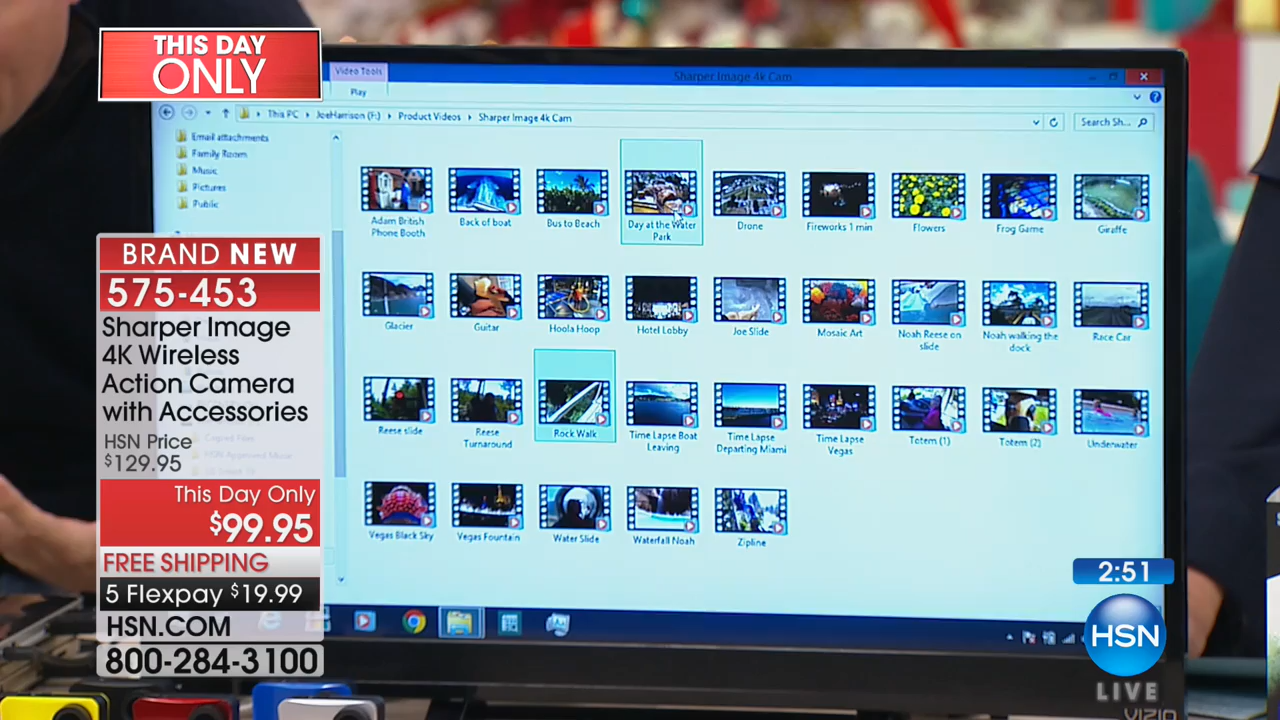 THIS DAY
ONLY
Video Tools
Sharper Image 4k Cam
Play
This PC
JoeHarrison (F:)
Product Videos
Sharper Image 4k Cam
Search Sh...
Email attachments
Family Room
Music
Pictures
Public
Adam British
Phone Booth
Back of boat
Bus to Beach
Day at the Water
Park
Drone
Fireworks 1 min
Flowers
Frog Game
Giraffe
Glacier
Guitar
Hoola Hoop
Hotel Lobby
Joe Slide
Mosaic Art
Noah Reese on
slide
Noah walking the
dock
Race Car
Reese slide
Reese
Turnaround
Rock Walk
Time Lapse Boat
Leaving
Time Lapse
Departing Miami
Time Lapse
Vegas
Totem (1)
Totem (2)
Underwater
Vegas Black Sky
Vegas Fountain
Water Slide
Waterfall Noah
Zipline
BRAND NEW
575-453
Sharper Image
4K Wireless
Action Camera
with Accessories
HSN Price
$129.95
This Day Only
$99.95
FREE SHIPPING
5 Flexpay $19.99
HSN.COM
800-284-3100
2:51
HSN
LIVE
VIZIO